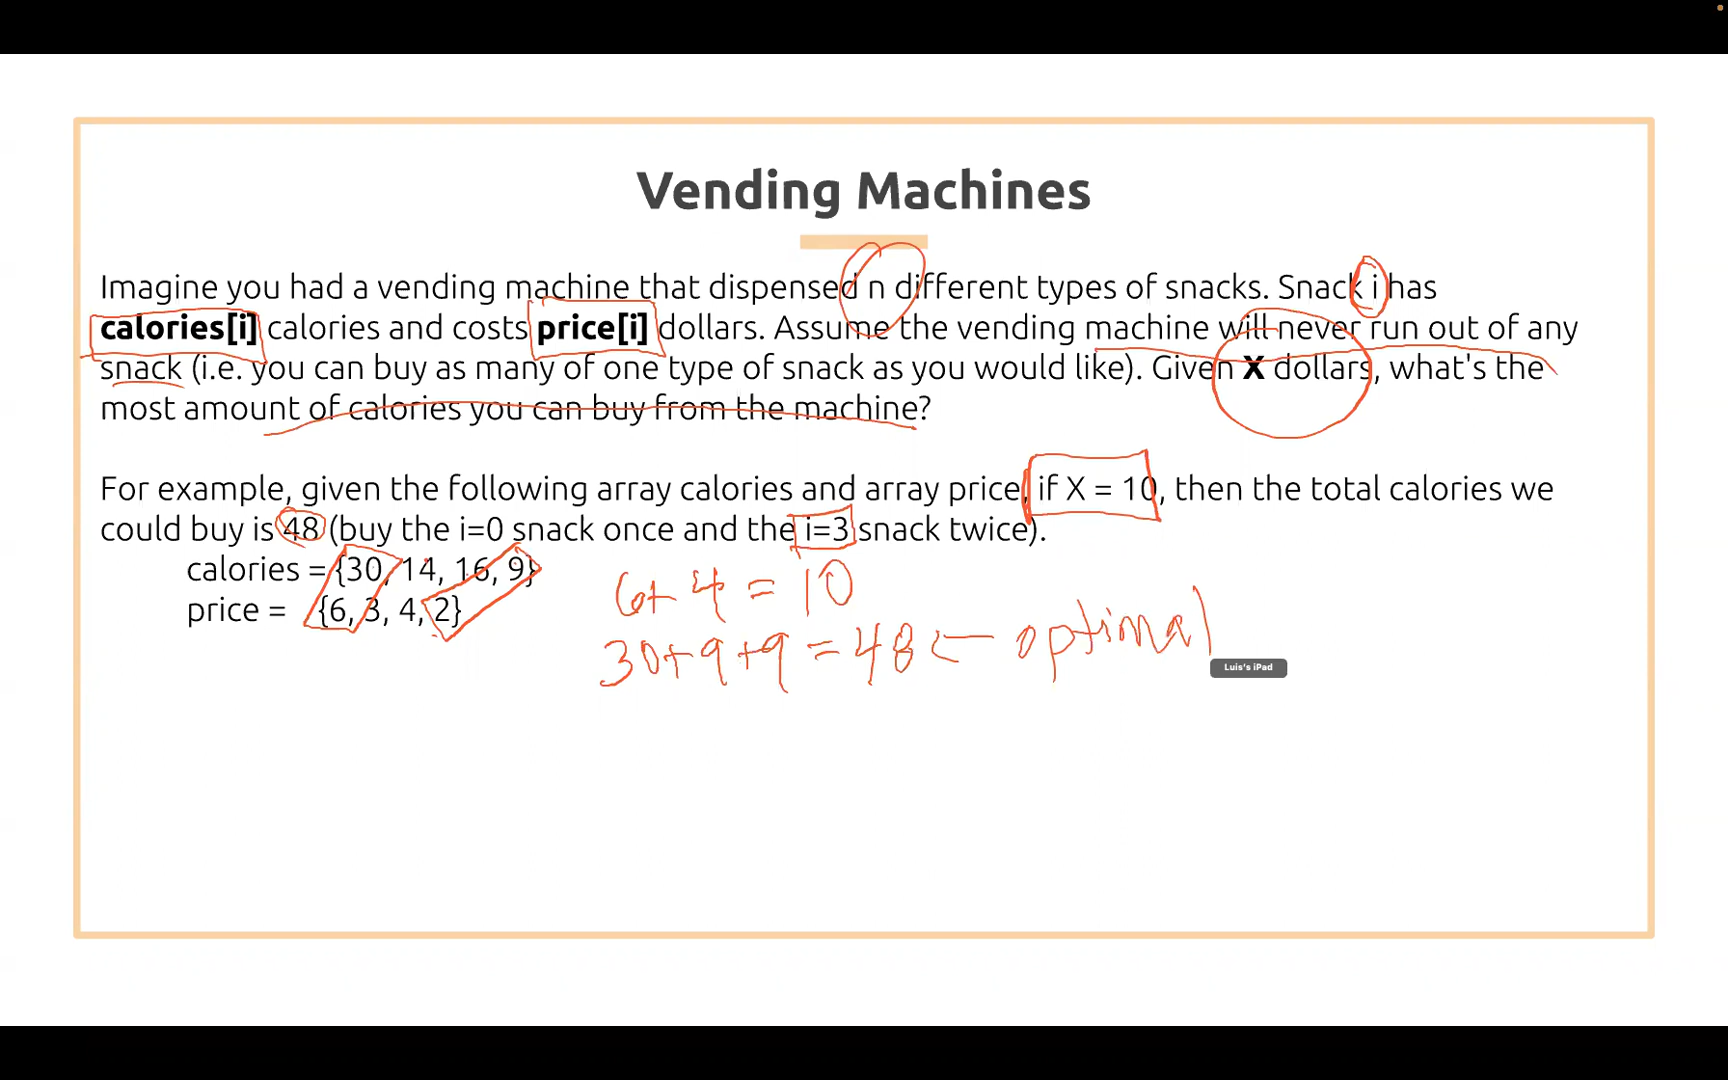 Vending Machines
Imagine you had a vending machine that dispensed n different types of snacks. Snack i has
calories[i] calories and costs price[i] dollars. Assume the vending machine will never run out of any
snack (i.e. you can buy as many of one type of snack as you would like). Given X dollars, what's the
most amount of calories you can buy from the machine?
For example, given the following array calories and array price, if X = 10, then the total calories we
could buy is 48 (buy the i=0 snack once and the i=3 snack twice).
calories = {30, 14, 16, 9}
price = {6, 3, 4, 2}
6+ 4 = 10
30+9+9 = 48 ← optimal
Luis's iPad